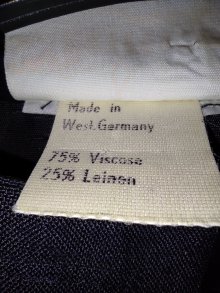 Made in
West.Germany
75% Viscose
25% Leinen